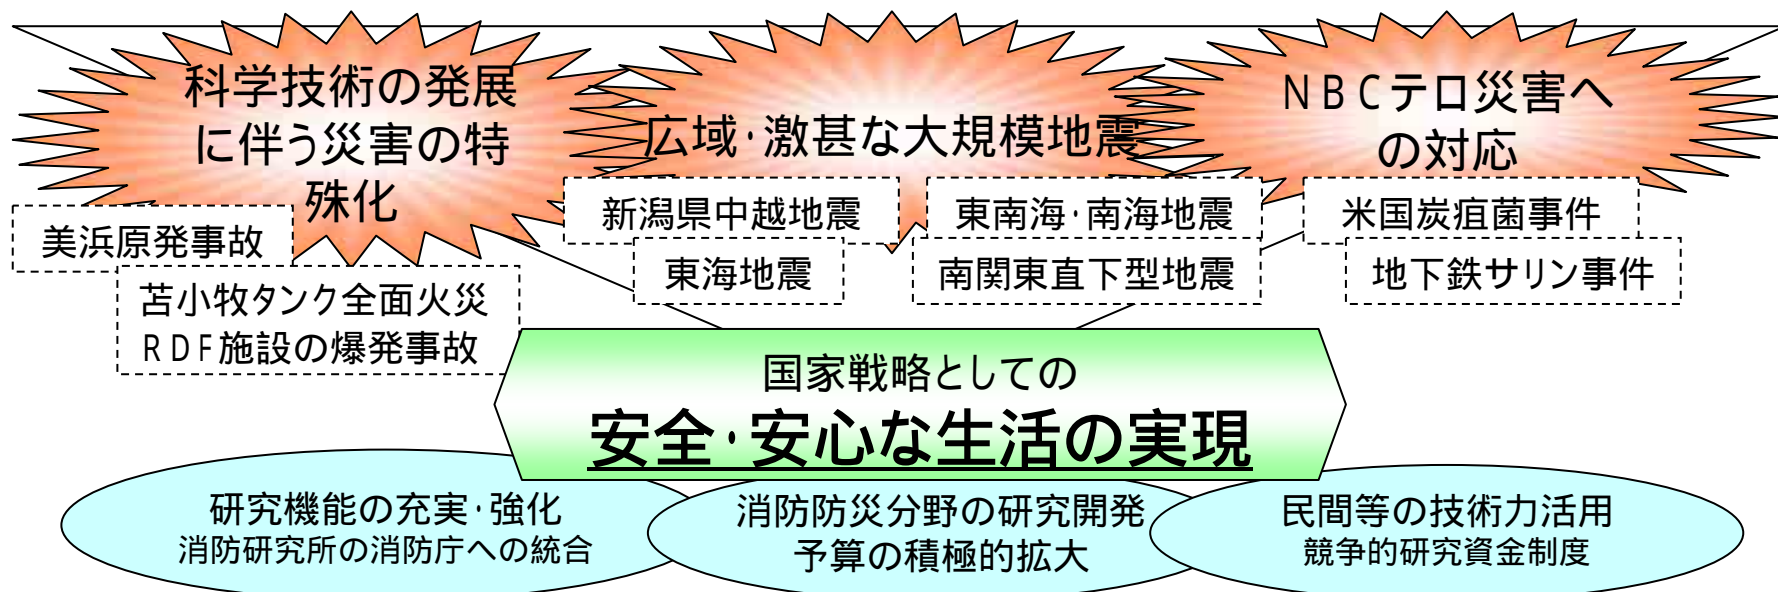 科学技術の発展
に伴う災害の特
殊化
広域・激甚な大規模地震
NBCテロ災害へ
の対応
美浜原発事故
苫小牧タンク全面火災
RDF施設の爆発事故
新潟県中越地震
東海地震
東南海・南海地震
南関東直下型地震
米国炭疽菌事件
地下鉄サリン事件
国家戦略としての
安全・安心な生活の実現
研究機能の充実・強化
消防研究所の消防庁への統合
消防防災分野の研究開発
予算の積極的拡大
民間等の技術力活用
競争的研究資金制度